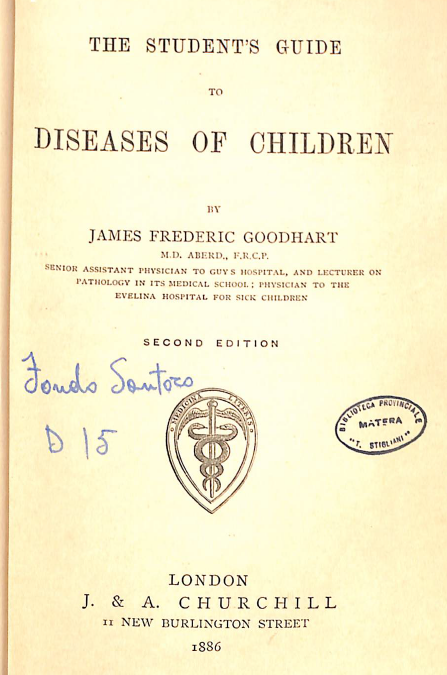 THE STUDENT'S GUIDE
TO
DISEASES OF CHILDREN
BY
JAMES FREDERIC GOODHART
M.D. ABERD., F.R.C.P.
SENIOR ASSISTANT PHYSICIAN TO GUY'S HOSPITAL, AND LECTURER ON
PATHOLOGY IN ITS MEDICAL SCHOOL; PHYSICIAN TO THE
EVELINA HOSPITAL FOR SICK CHILDREN
SECOND EDITION
Fondo Santoro
D 15
MEDICINA LITERIS
BIBLIOTECA PROVINCIALE
MATERA
"T. STIGLIANI"
LONDON
J. & A. CHURCHILL
11 NEW BURLINGTON STREET
1886